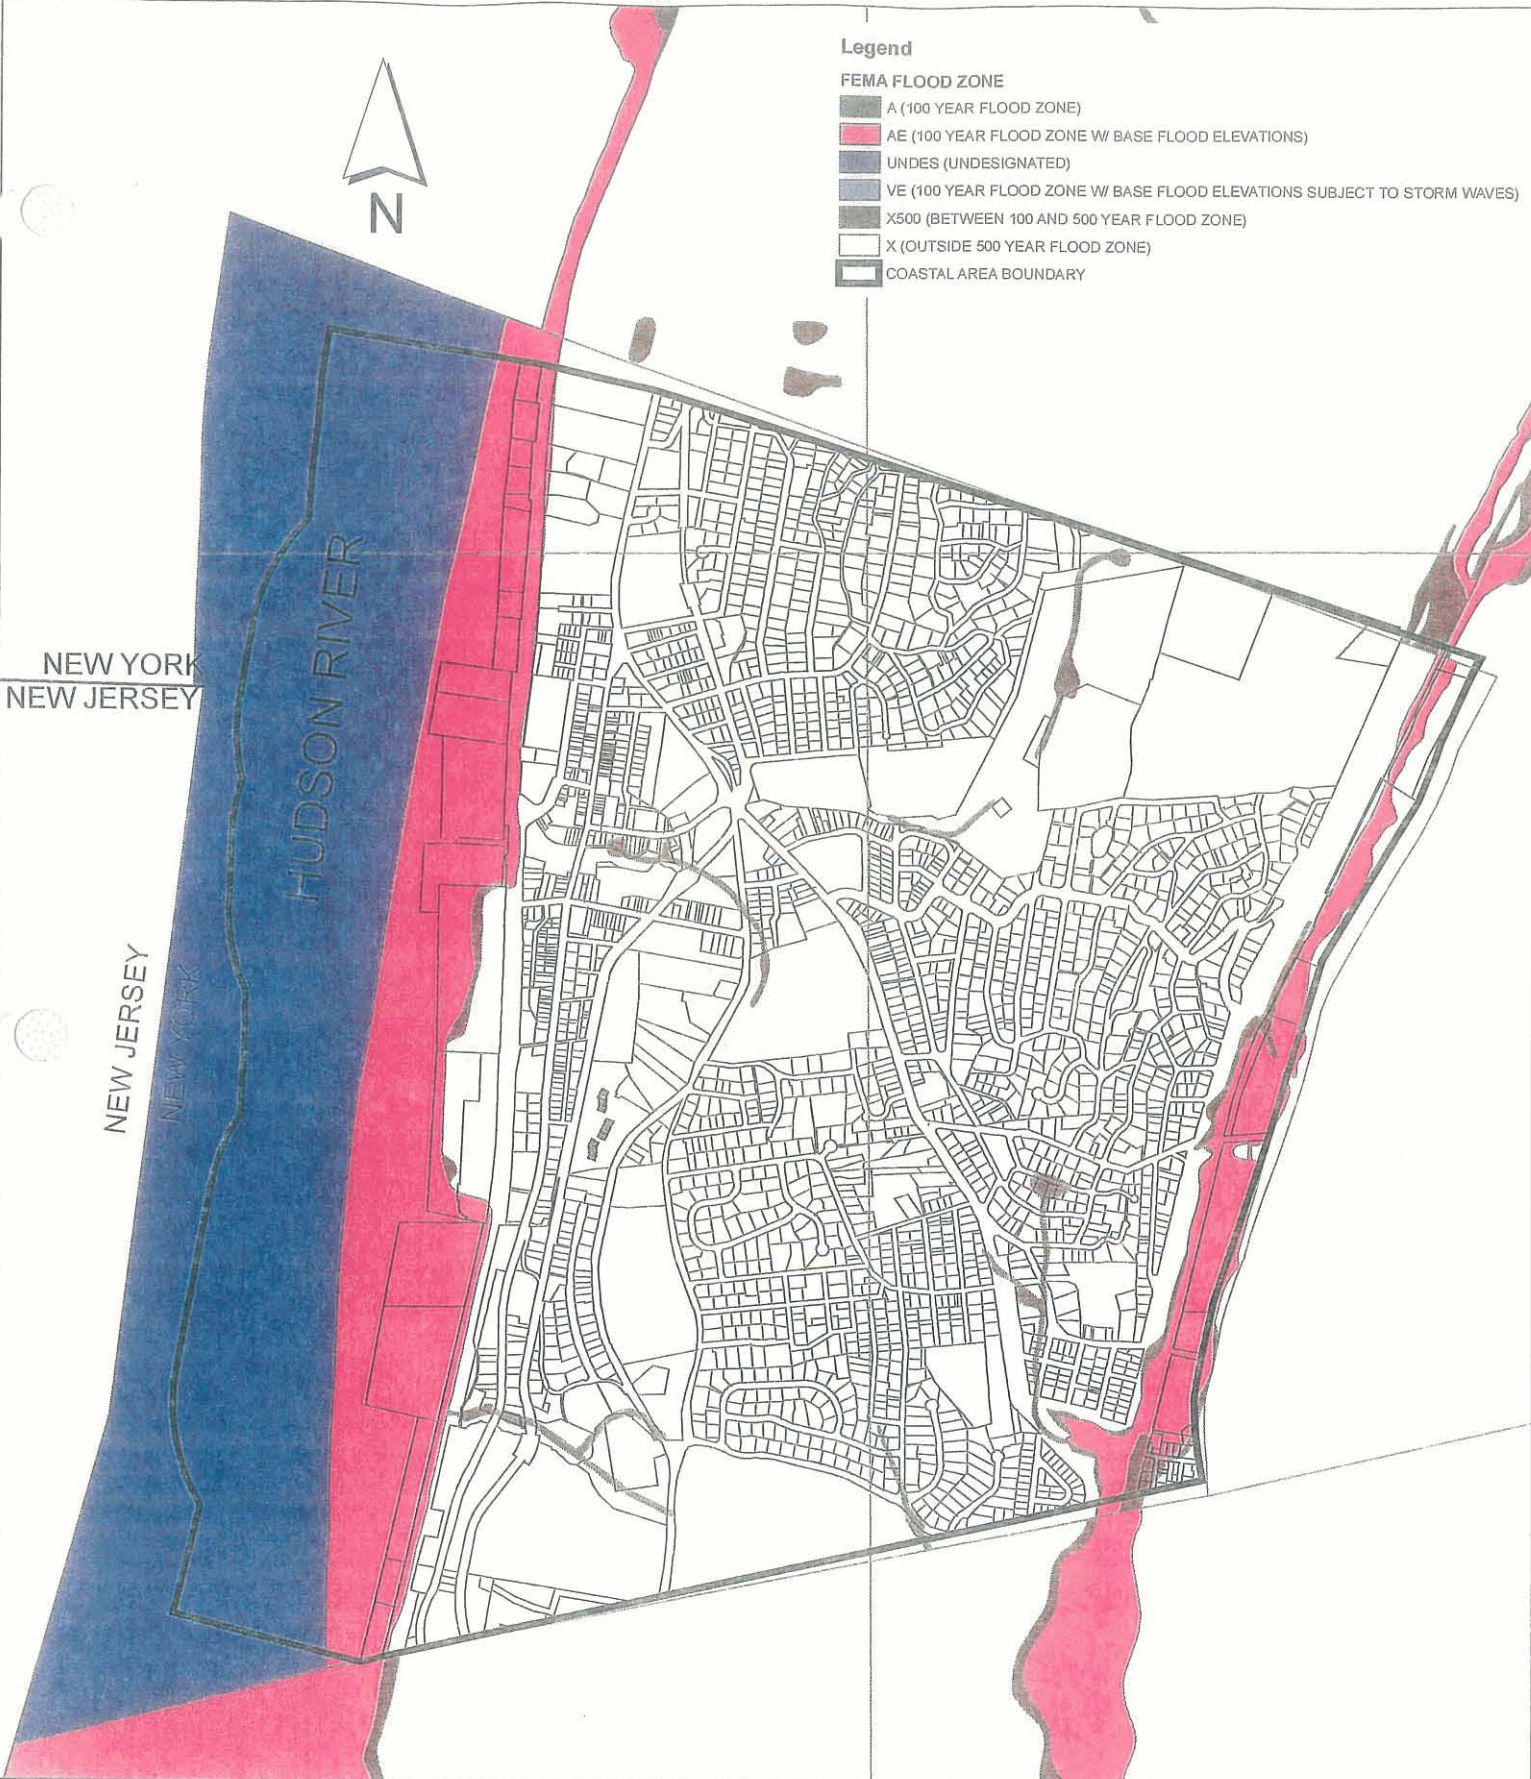 Legend
FEMA FLOOD ZONE
A (100 YEAR FLOOD ZONE)
AE (100 YEAR FLOOD ZONE W/ BASE FLOOD ELEVATIONS)
UNDES (UNDESIGNATED)
VE (100 YEAR FLOOD ZONE W/ BASE FLOOD ELEVATIONS SUBJECT TO STORM WAVES)
X500 (BETWEEN 100 AND 500 YEAR FLOOD ZONE)
X (OUTSIDE 500 YEAR FLOOD ZONE)
COASTAL AREA BOUNDARY
N
NEW YORK
NEW JERSEY
HUDSON RIVER
NEW JERSEY
NEW YORK